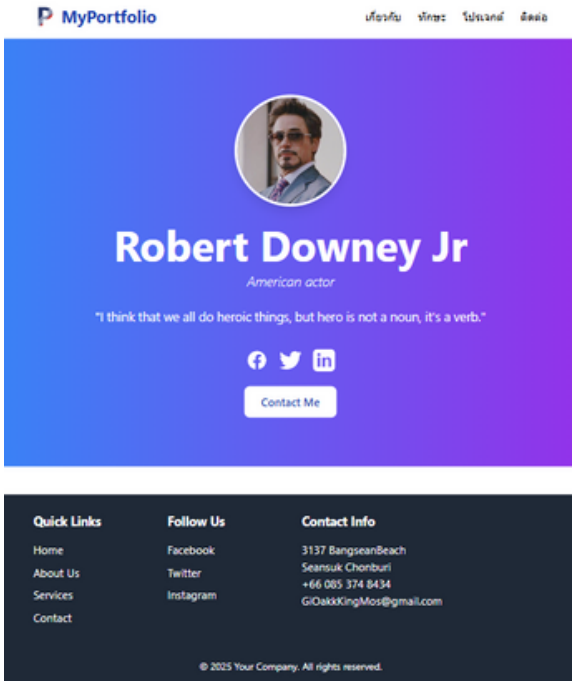 P MyPortfolio
เกี่ยวกับ ทักษะ โปรเจกต์ ติดต่อ
Robert Downey Jr
American actor
"I think that we all do heroic things, but hero is not a noun, it's a verb."
f in
Contact Me
Quick Links
Home
About Us
Services
Contact
Follow Us
Facebook
Twitter
Instagram
Contact Info
3137 BangseanBeach
Seansuk Chonburi
+66 085 374 8434
GiOakkKingMos@gmail.com
© 2025 Your Company. All rights reserved.